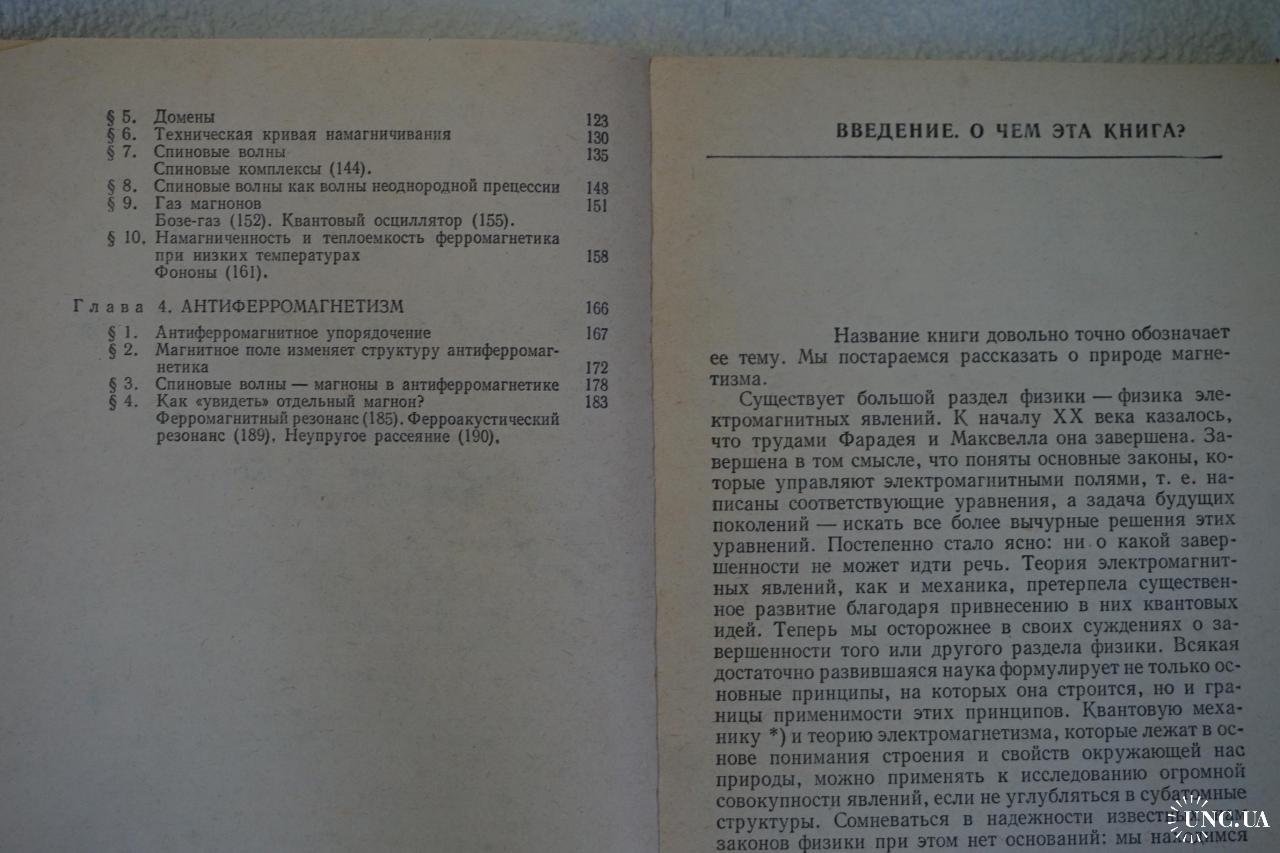 § 5. Домены 123
§ 6. Техническая кривая намагничивания 130
§ 7. Спиновые волны 135
Спиновые комплексы (144).
§ 8. Спиновые волны как волны неоднородной прецессии 148
§ 9. Газ магнонов 151
Бозе-газ (152). Квантовый осциллятор (155).
§ 10. Намагниченность и теплоемкость ферромагнетика
при низких температурах 158
Фононы (161).
Глава 4. АНТИФЕРРОМАГНЕТИЗМ 166
§ 1. Антиферромагнитное упорядочение 167
§ 2. Магнитное поле изменяет структуру антиферромаг-
нетика 172
§ 3. Спиновые волны — магноны в антиферромагнетике 178
§ 4. Как «увидеть» отдельный магнон? 183
Ферромагнитный резонанс (185). Ферроакустический
резонанс (189). Неупругое рассеяние (190).
ВВЕДЕНИЕ. О ЧЕМ ЭТА КНИГА?
Название книги довольно точно обозначает
ее тему. Мы постараемся рассказать о природе магне-
тизма.
Существует большой раздел физики — физика эле-
ктромагнитных явлений. К началу XX века казалось,
что трудами Фарадея и Максвелла она завершена. За-
вершена в том смысле, что поняты основные законы, ко-
торые управляют электромагнитными полями, т. е. на-
писаны соответствующие уравнения, а задача будущих
поколений — искать все более вычурные решения этих
уравнений. Постепенно стало ясно: ни о какой завер-
шенности не может идти речь. Теория электромагнит-
ных явлений, как и механика, претерпела существен-
ное развитие благодаря привнесению в них квантовых
идей. Теперь мы осторожнее в своих суждениях о за-
вершенности того или другого раздела физики. Всякая
достаточно развившаяся наука формулирует не только ос-
новные принципы, на которых она строится, но и гра-
ницы применимости этих принципов. Квантовую меха-
нику *) и теорию электромагнетизма, которые лежат в ос-
нове понимания строения и свойств окружающей нас
природы, можно применять к исследованию огромной
совокупности явлений, если не углубляться в субатомные
структуры. Сомневаться в надежности известных нам
законов физики при этом нет оснований: мы находимся
UNC.UA